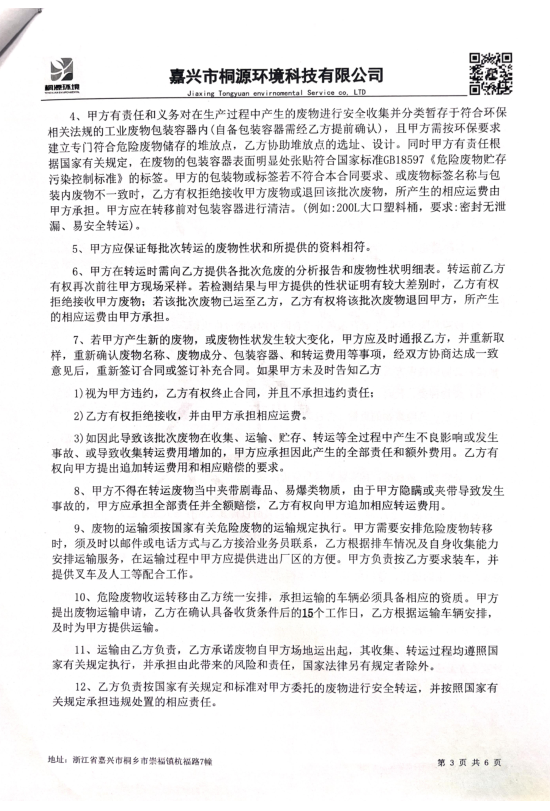 桐源环境
嘉兴市桐源环境科技有限公司
Jiaxing Tongyuan envirnomental Service co, LTD
4、甲方有责任和义务对在生产过程中产生的废物进行安全收集并分类暂存于符合环保
相关法规的工业废物包装容器内(自备包装容器需经乙方提前确认），且甲方需按环保要求
建立专门符合危险废物储存的堆放点，乙方协助堆放点的选址、设计。同时甲方有责任根
据国家有关规定，在废物的包装容器表面明显处张贴符合国家标准GB18597《危险废物贮存
污染控制标准》的标签。甲方的包装物或标签若不符合本合同要求、或废物标签名称与包
装内废物不一致时，乙方有权拒绝接收甲方废物或退回该批次废物，所产生的相应运费由
甲方承担。甲方应在转移前对包装容器进行清洁。(例如:200L大口塑料桶，要求:密封无泄
漏、易安全转运)。
5、甲方应保证每批次转运的废物性状和所提供的资料相符。
6、甲方在转运时需向乙方提供各批次危废的分析报告和废物性状明细表。转运前乙方
有权再次前往甲方现场采样。若检测结果与甲方提供的性状证明有较大差别时，乙方有权
拒绝接收甲方废物；若该批次废物已运至乙方，乙方有权将该批次废物退回甲方，所产生
的相应运费由甲方承担。
7、若甲方产生新的废物，或废物性状发生较大变化，甲方应及时通报乙方，并重新取
样，重新确认废物名称、废物成分、包装容器、和转运费用等事项，经双方协商达成一致
意见后，重新签订合同或签订补充合同。如果甲方未及时告知乙方
1)视为甲方违约，乙方有权终止合同，并且不承担违约责任；
2)乙方有权拒绝接收，并由甲方承担相应运费。
3)如因此导致该批次废物在收集、运输、贮存、转运等全过程中产生不良影响或发生
事故、或导致收集转运费用增加的，甲方应承担因此产生的全部责任和额外费用。乙方有
权向甲方提出追加转运费用和相应赔偿的要求。
8、甲方不得在转运废物当中夹带剧毒品、易爆类物质，由于甲方隐瞒或夹带导致发生
事故的，甲方应承担全部责任并全额赔偿，乙方有权向甲方追加相应转运费用。
9、废物的运输须按国家有关危险废物的运输规定执行。甲方需要安排危险废物转移
时，须及时以邮件或电话方式与乙方接洽业务员联系，乙方根据排车情况及自身收集能力
安排运输服务，在运输过程中甲方应提供进出厂区的方便。甲方负责按乙方要求装车，并
提供叉车及人工等配合工作。
10、危险废物收运转移由乙方统一安排，承担运输的车辆必须具备相应的资质。甲方
提出废物运输申请，乙方在确认具备收货条件后的15个工作日，乙方根据运输车辆安排，
及时为甲方提供运输。
11、运输由乙方负责，乙方承诺废物自甲方场地运出起，其收集、转运过程均遵照国
家有关规定执行，并承担由此带来的风险和责任，国家法律另有规定者除外。
12、乙方负责按国家有关规定和标准对甲方委托的废物进行安全转运，并按照国家有
关规定承担违规处置的相应责任。
地址：浙江省嘉兴市桐乡市崇福镇杭福路7幢
第 3 页 共 6 页